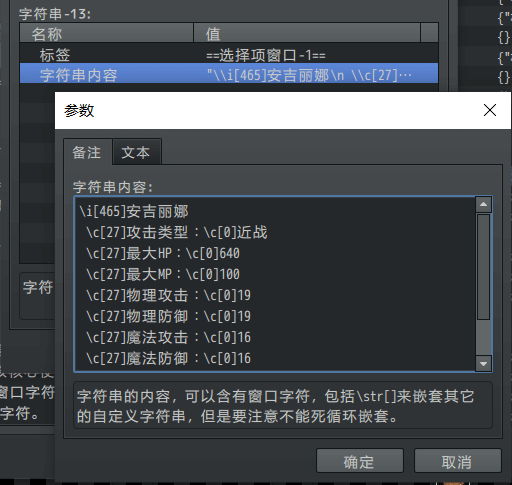 字符串-13:
名称 值
标签 ==选择项窗口-1==
字符串内容 "\\i[465]安吉丽娜\n \\c[27]…
参数
备注 文本
字符串内容:
\i[465]安吉丽娜
\c[27]攻击类型：\c[0]近战
\c[27]最大HP：\c[0]640
\c[27]最大MP：\c[0]100
\c[27]物理攻击：\c[0]19
\c[27]物理防御：\c[0]19
\c[27]魔法攻击：\c[0]16
\c[27]魔法防御：\c[0]16
字符串的内容，可以含有窗口字符，包括\str[]来嵌套其它
的自定义字符串，但是要注意不能死循环嵌套。
确定 取消
字符
窗口字符
字符。
{}
{"
{}